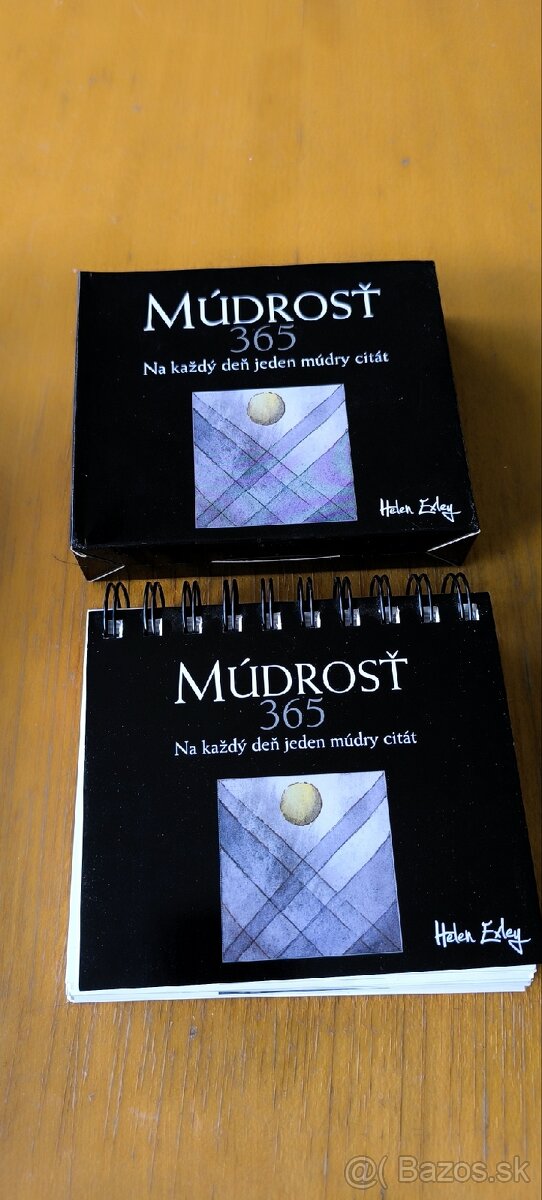 MÚDROSŤ
365
Na každý deň jeden múdry citát
Helen Exley
MÚDROSŤ
365
Na každý deň jeden múdry citát
Helen Exley
@( Bazos.sk